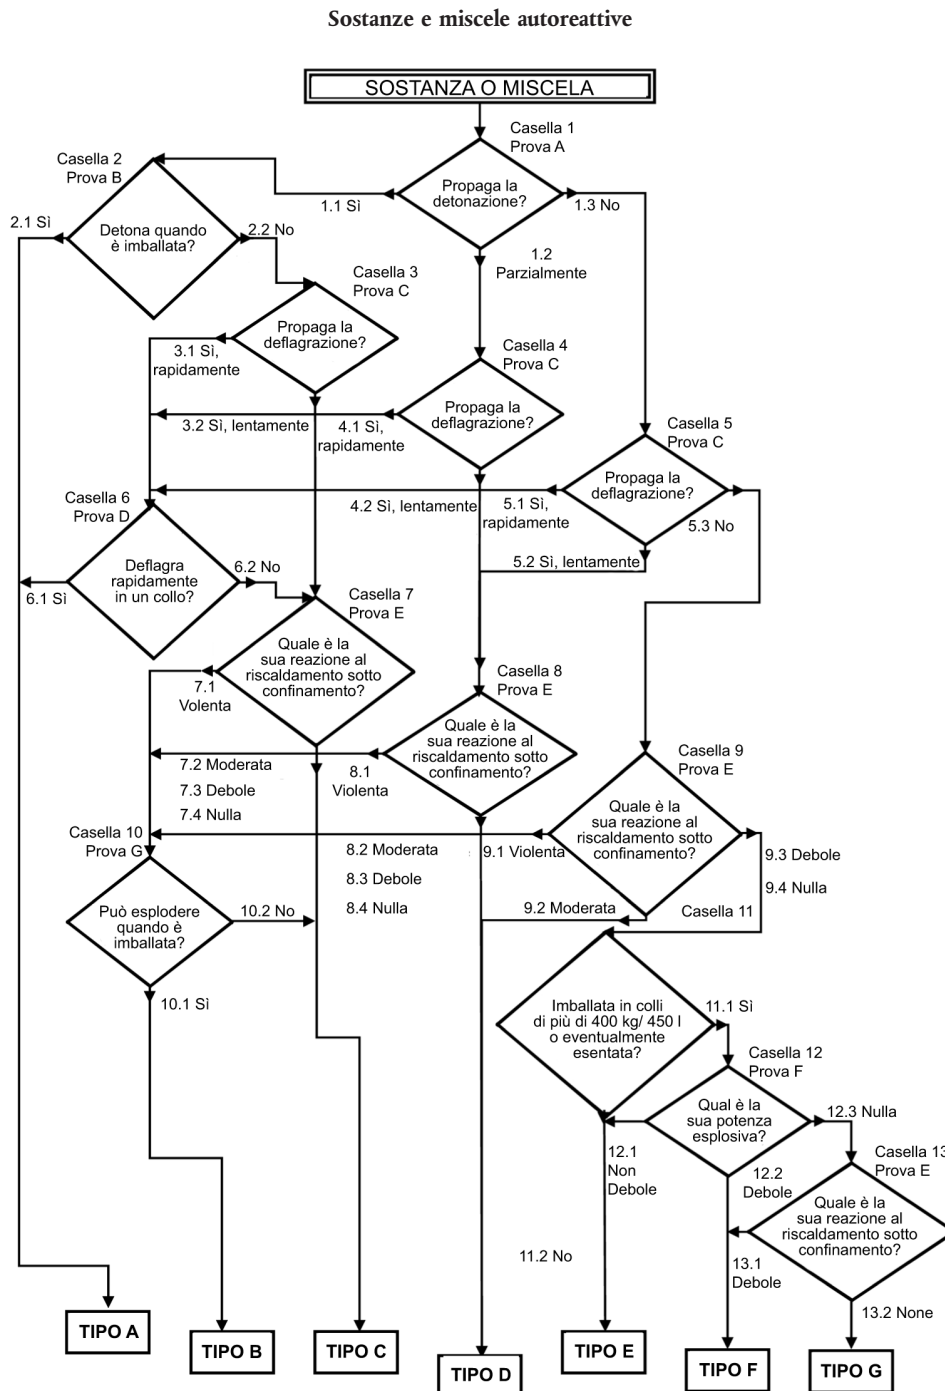 Sostanze e miscele autoreattive
SOSTANZA O MISCELA
Casella 1
Prova A
Propaga la
detonazione?
1.1 Sì
1.3 No
1.2
Parzialmente
Casella 2
Prova B
Detona quando
è imballata?
2.1 Sì
2.2 No
Casella 3
Prova C
Propaga la
deflagrazione?
3.1 Sì,
rapidamente
3.2 Sì, lentamente
Casella 4
Prova C
Propaga la
deflagrazione?
4.1 Sì,
rapidamente
4.2 Sì, lentamente
Casella 5
Prova C
Propaga la
deflagrazione?
5.1 Sì,
rapidamente
5.3 No
5.2 Sì, lentamente
Casella 6
Prova D
Deflagra
rapidamente
in un collo?
6.1 Sì
6.2 No
Casella 7
Prova E
Quale è la
sua reazione al
riscaldamento sotto
confinamento?
7.1
Volenta
7.2 Moderata
7.3 Debole
7.4 Nulla
Casella 8
Prova E
Quale è la
sua reazione al
riscaldamento sotto
confinamento?
8.1
Violenta
8.2 Moderata
8.3 Debole
8.4 Nulla
Casella 9
Prova E
Quale è la
sua reazione al
riscaldamento sotto
confinamento?
9.1 Violenta
9.2 Moderata
9.3 Debole
9.4 Nulla
Casella 10
Prova G
Può esplodere
quando è
imballata?
10.2 No
10.1 Sì
Casella 11
Imballata in colli
di più di 400 kg/ 450 l
o eventualmente
esentata?
11.1 Sì
11.2 No
Casella 12
Prova F
Qual è la
sua potenza
esplosiva?
12.1
Non
Debole
12.2
Debole
12.3 Nulla
Casella 13
Prova E
Quale è la
sua reazione al
riscaldamento sotto
confinamento?
13.1
Debole
13.2 None
TIPO A
TIPO B
TIPO C
TIPO D
TIPO E
TIPO F
TIPO G